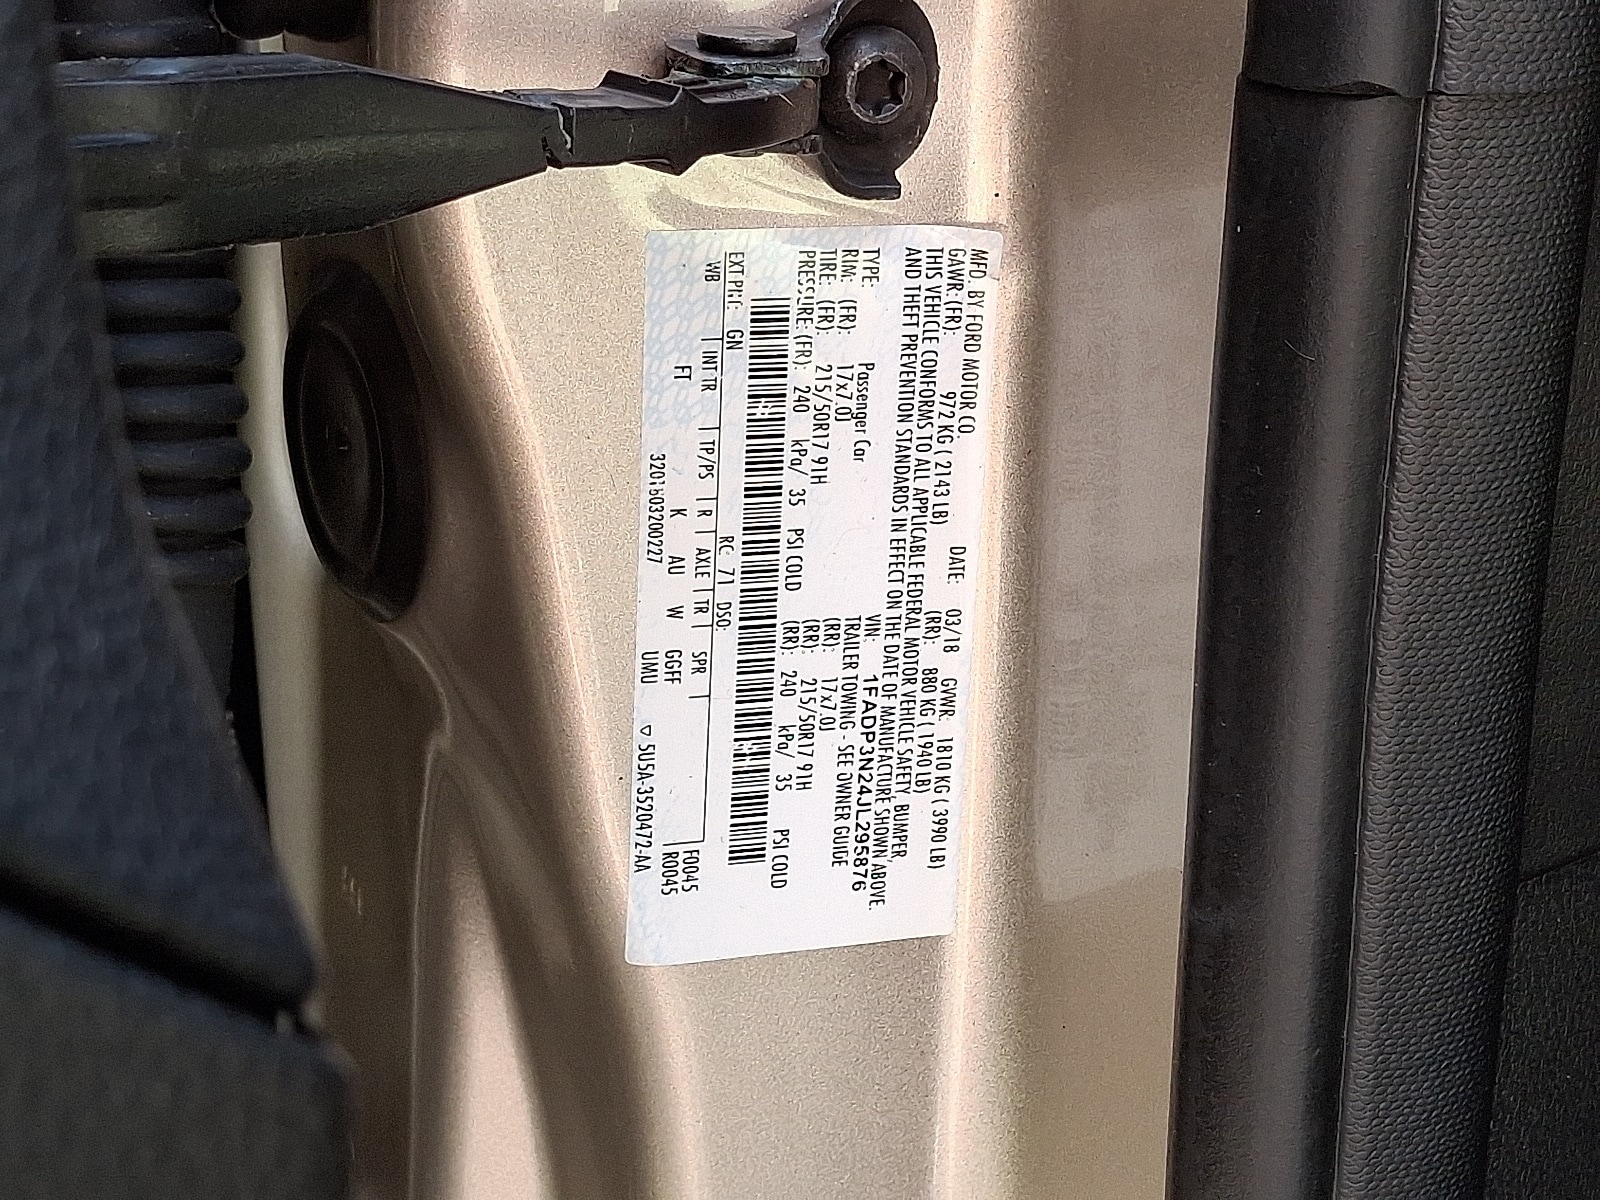 MFD. BY FORD MOTOR CO.
DATE: 03/18 GVWR: 1810 KG ( 3990 LB)
GAWR: (FR): 972 KG ( 2143 LB) (RR): 880 KG ( 1940 LB)
THIS VEHICLE CONFORMS TO ALL APPLICABLE FEDERAL MOTOR VEHICLE SAFETY, BUMPER,
AND THEFT PREVENTION STANDARDS IN EFFECT ON THE DATE OF MANUFACTURE SHOWN ABOVE.
VIN: 1FADP3N24JL295876
TYPE: Passenger Car TRAILER TOWING - SEE OWNER GUIDE
RIM: (FR): 17x7.0J (RR): 17x7.0J
TIRE: (FR): 215/50R17 91H (RR): 215/50R17 91H
PRESSURE: (FR): 240 kPa/ 35 PSI COLD (RR): 240 kPa/ 35 PSI COLD
EXT PNT: GN RC: 71 DSO:
WB | INT TR | TP/PS | R | AXLE | TR | SPR | F0045
FT K AU W GGFF R0045
3201603200227 UMU ▽ 5U5A-3520472-AA